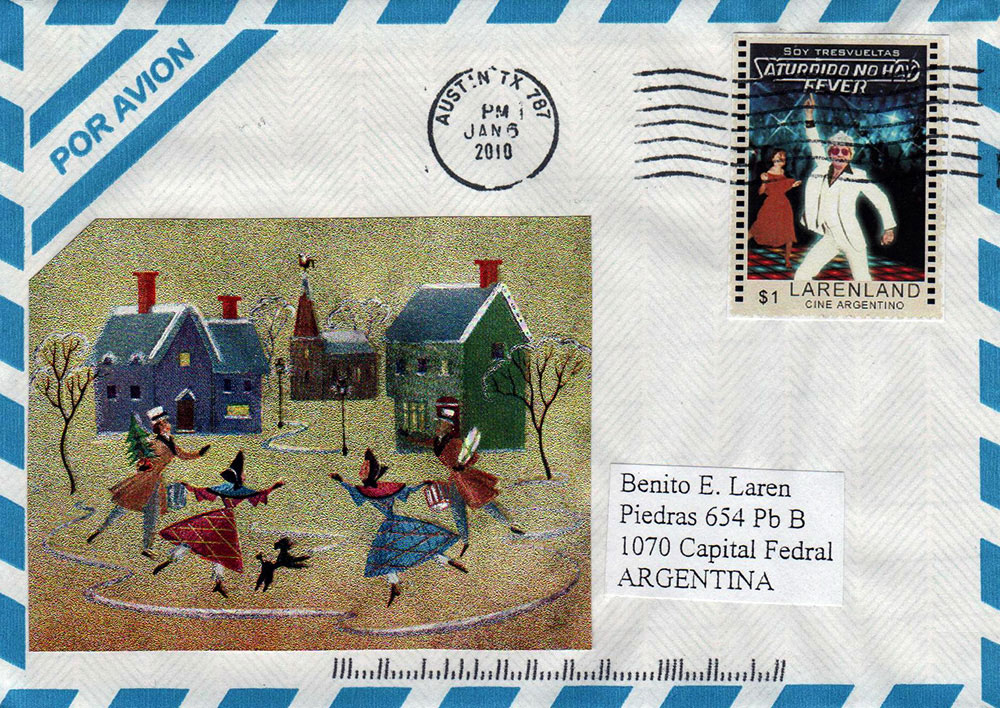 POR AVION
AUSTIN TX 787
PM
JAN 6
2010
SOY TRESVUELTAS
ATURDIDO NO HAY
FEVER
$1 LARENLAND
CINE ARGENTINO
Benito E. Laren
Piedras 654 Pb B
1070 Capital Fedral
ARGENTINA